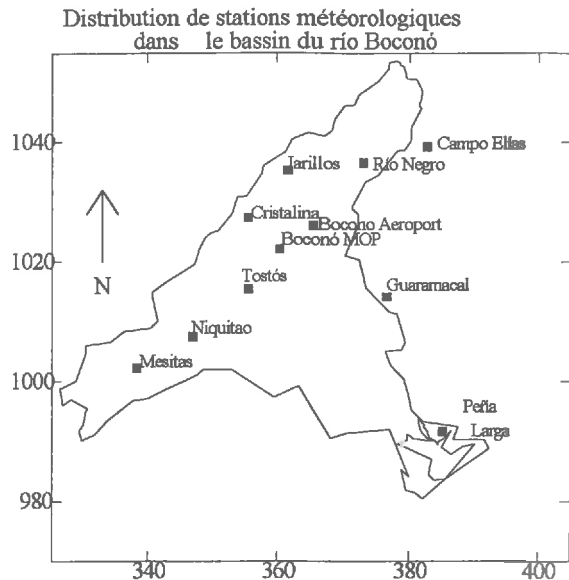 Distribution de stations météorologiques
dans le bassin du río Boconó
1040
1020
1000
980
N
Campo Elías
Jarillos
Río Negro
Cristalina
Bocono Aeroport
Boconó MOP
Tostós
Guaramacal
Niquitao
Mesitas
Peña
Larga
340
360
380
400